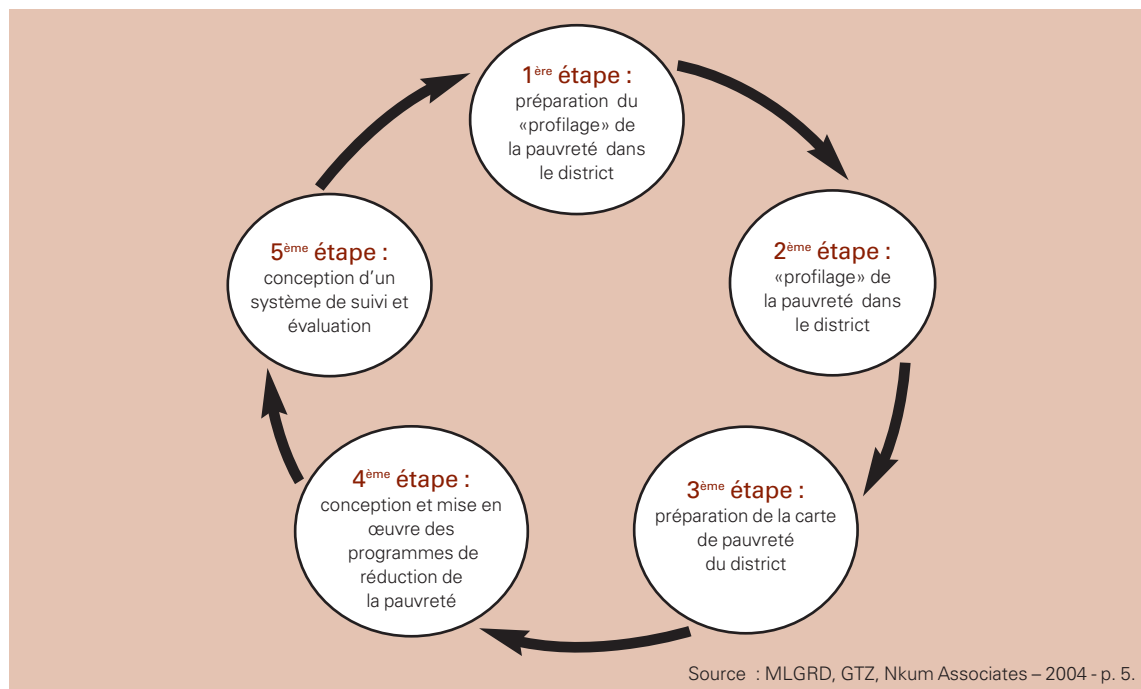 1ère étape :
préparation du
«profilage» de
la pauvreté dans
le district
2ème étape :
«profilage» de
la pauvreté dans
le district
3ème étape :
préparation de la carte
de pauvreté
du district
4ème étape :
conception et mise en
œuvre des
programmes de
réduction de
la pauvreté
5ème étape :
conception d'un
système de suivi et
évaluation
Source : MLGRD, GTZ, Nkum Associates – 2004 - p. 5.